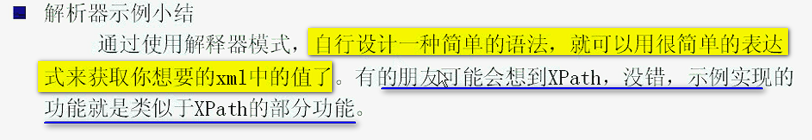 解析器示例小结
通过使用解释器模式，自行设计一种简单的语法，就可以用很简单的表达
式来获取你想要的xml中的值了。有的朋友可能会想到XPath，没错，示例实现的
功能就是类似于XPath的部分功能。